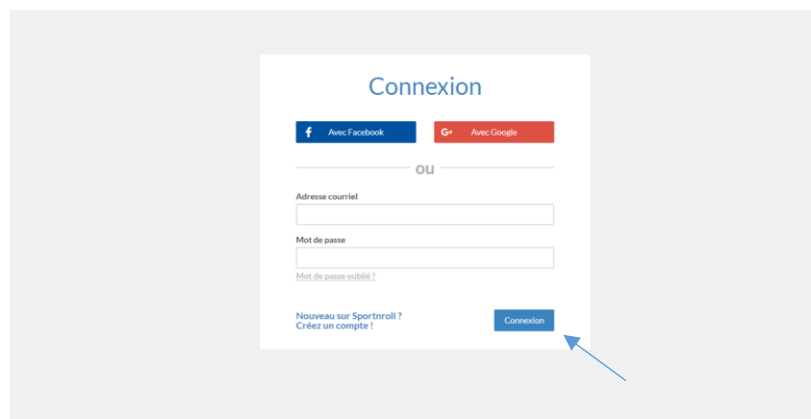 Connexion
Avec Facebook
G+ Avec Google
ou
Adresse courriel
Mot de passe
Mot de passe oublié ?
Nouveau sur Sportnroll ?
Créez un compte !
Connexion